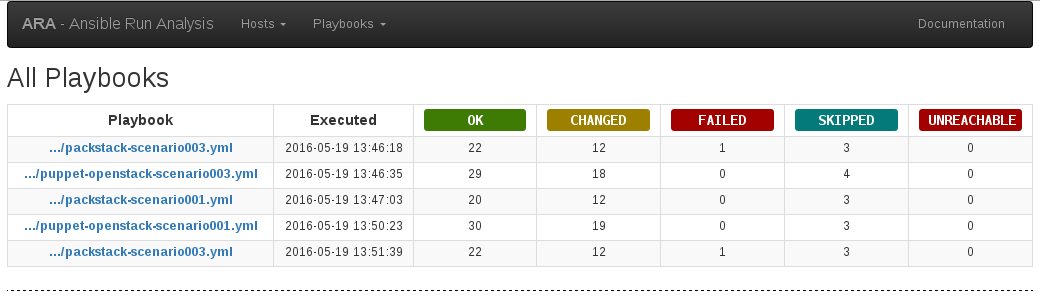 ARA - Ansible Run Analysis Hosts Playbooks Documentation
All Playbooks
Playbook Executed OK CHANGED FAILED SKIPPED UNREACHABLE
.../packstack-scenario003.yml 2016-05-19 13:46:18 22 12 1 3 0
.../puppet-openstack-scenario003.yml 2016-05-19 13:46:35 29 18 0 4 0
.../packstack-scenario001.yml 2016-05-19 13:47:03 20 12 0 3 0
.../puppet-openstack-scenario001.yml 2016-05-19 13:50:23 30 19 0 3 0
.../packstack-scenario003.yml 2016-05-19 13:51:39 22 12 1 3 0